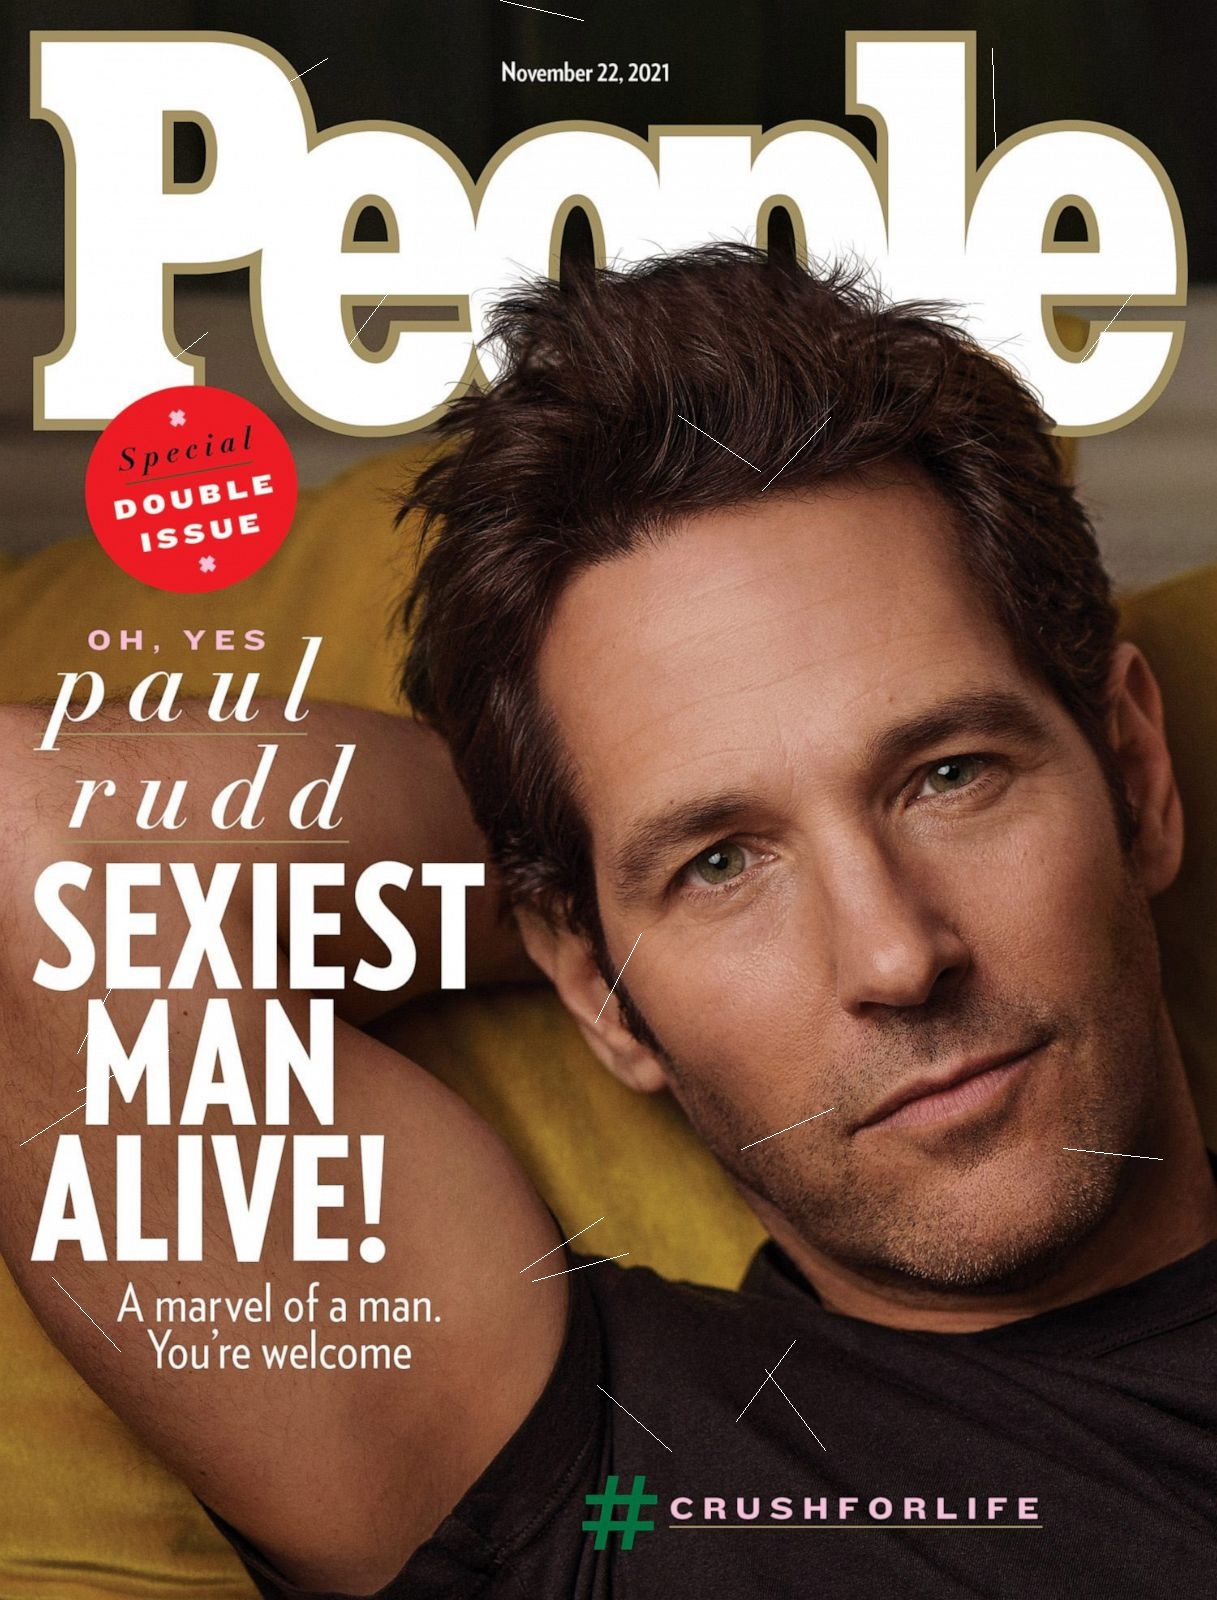 November 22, 2021
People
Special
DOUBLE
ISSUE
OH, YES
paul
rudd
SEXIEST
MAN
ALIVE!
A marvel of a man.
You're welcome
#CRUSHFORLIFE